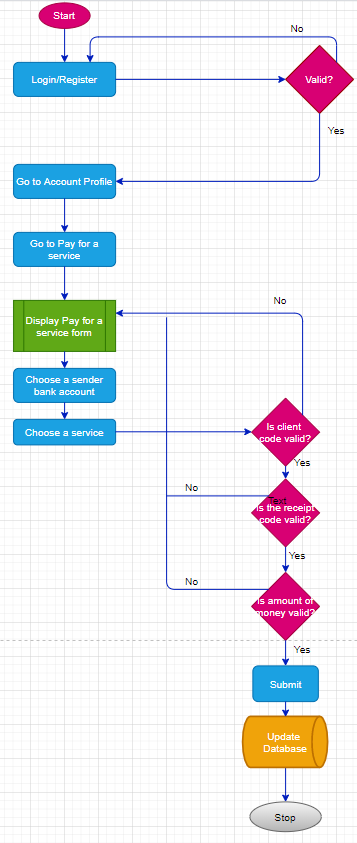 Start
No
Login/Register
Valid?
Yes
Go to Account Profile
Go to Pay for a
service
No
Display Pay for a
service form
Choose a sender
bank account
Choose a service
Is client
code valid?
Yes
No
Text
Is the receipt
code valid?
Yes
No
Is amount of
money valid?
Yes
Submit
Update
Database
Stop